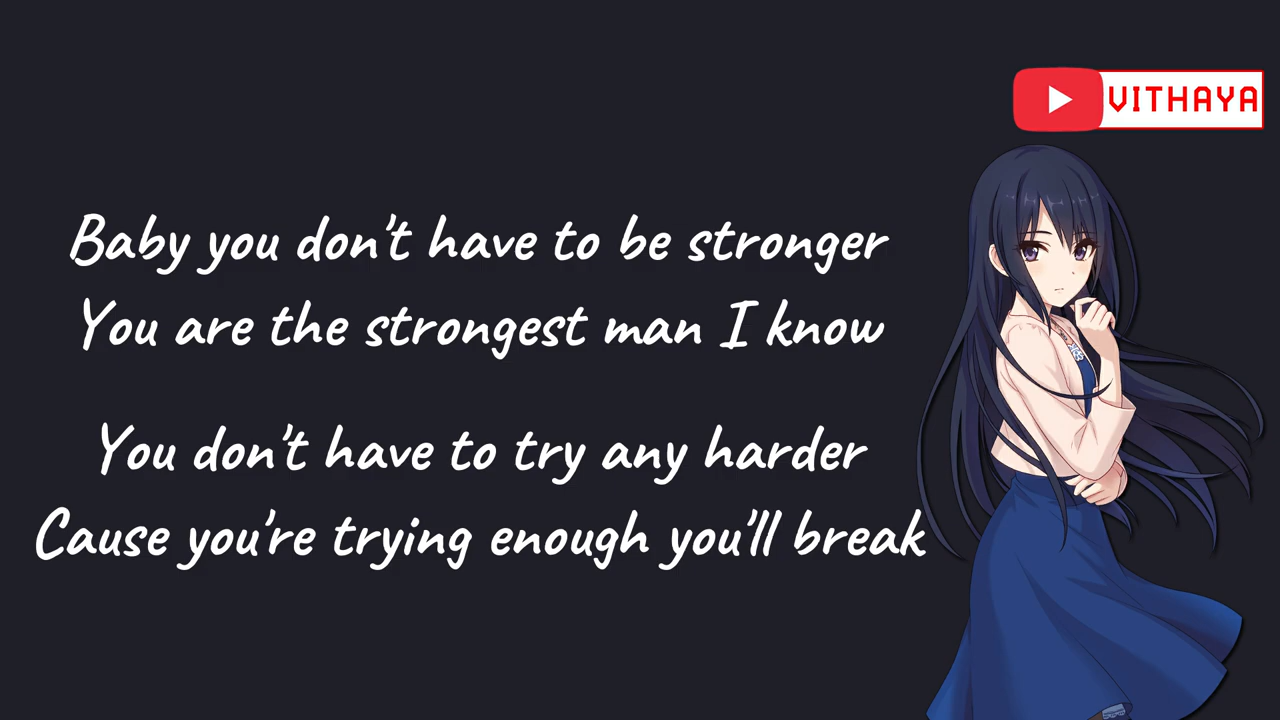 VITHAYA
Baby you don't have to be stronger
You are the strongest man I know
You don't have to try any harder
Cause you're trying enough you'll break